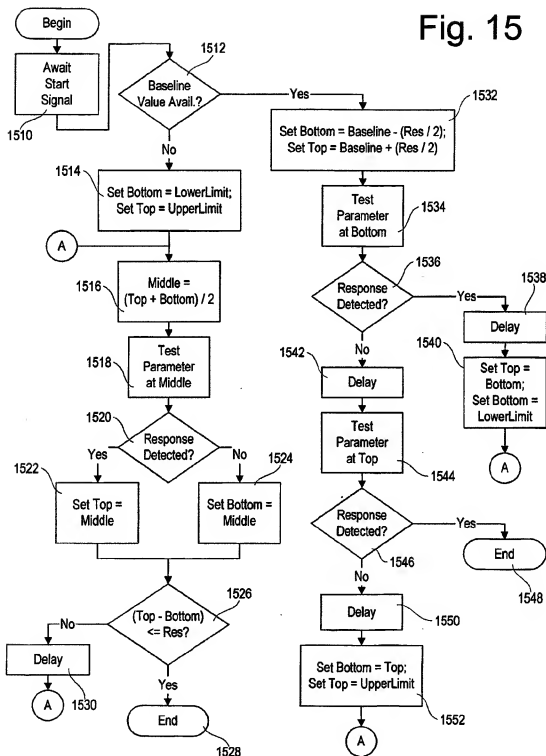 Fig. 15
Begin
Await
Start
Signal
1510
1512
Baseline
Value Avail.?
Yes
No
1514
Set Bottom = LowerLimit;
Set Top = UpperLimit
A
1516
Middle =
(Top + Bottom) / 2
1518
Test
Parameter
at Middle
1520
Response
Detected?
Yes
No
1522
Set Top =
Middle
1524
Set Bottom =
Middle
1526
(Top - Bottom)
<= Res?
No
Delay
1530
A
Yes
End
1528
1532
Set Bottom = Baseline - (Res / 2);
Set Top = Baseline + (Res / 2)
Test
Parameter
at Bottom
1534
1536
Response
Detected?
Yes
1538
Delay
1540
Set Top =
Bottom;
Set Bottom =
LowerLimit
A
No
1542
Delay
Test
Parameter
at Top
1544
Response
Detected?
1546
Yes
End
1548
No
Delay
1550
Set Bottom = Top;
Set Top = UpperLimit
1552
A